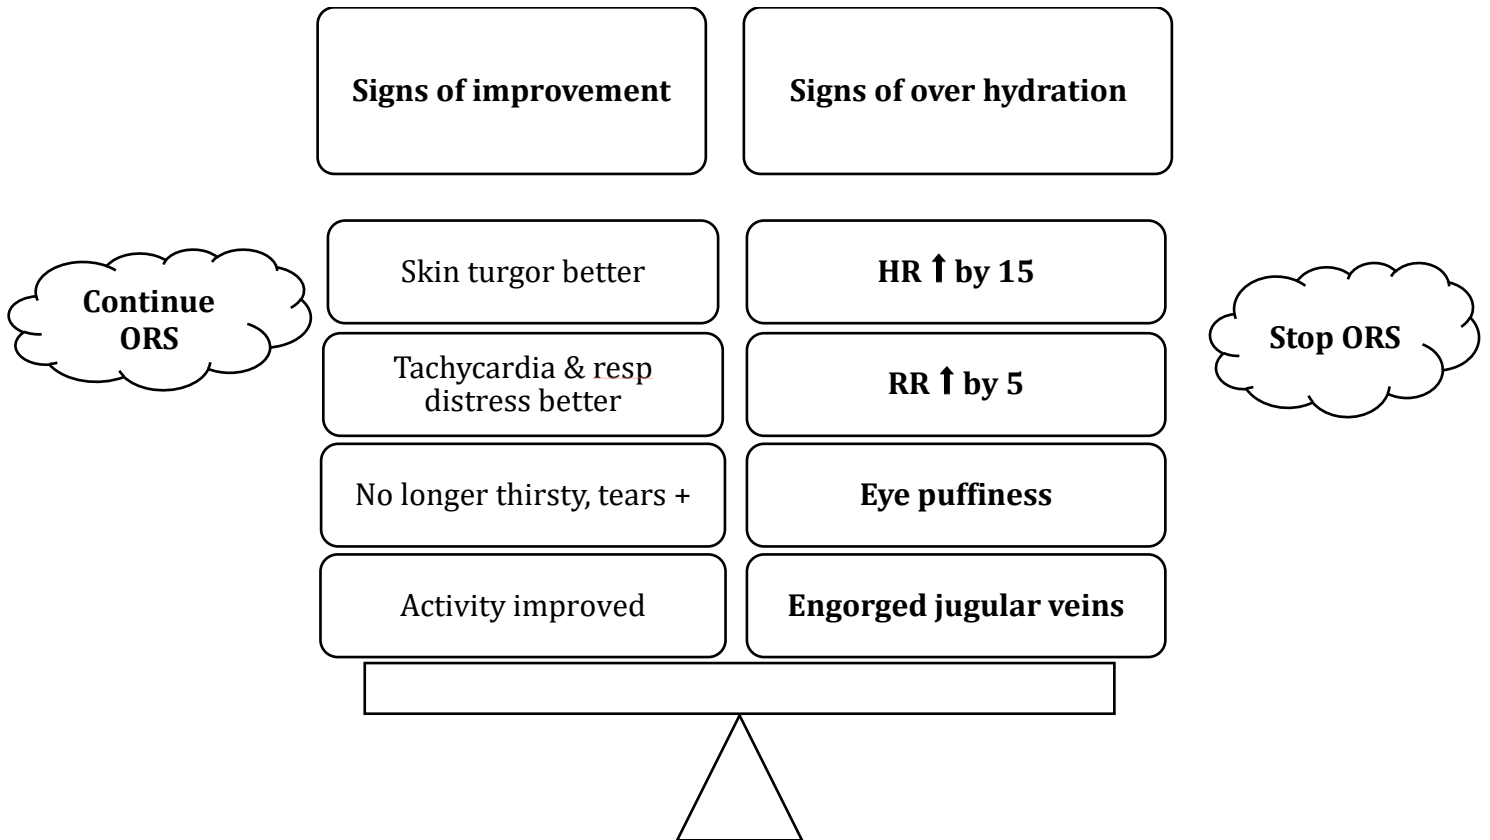 Signs of improvement
Signs of over hydration
Continue
ORS
Skin turgor better
HR ⬆ by 15
Stop ORS
Tachycardia & resp
distress better
RR ⬆ by 5
No longer thirsty, tears +
Eye puffiness
Activity improved
Engorged jugular veins